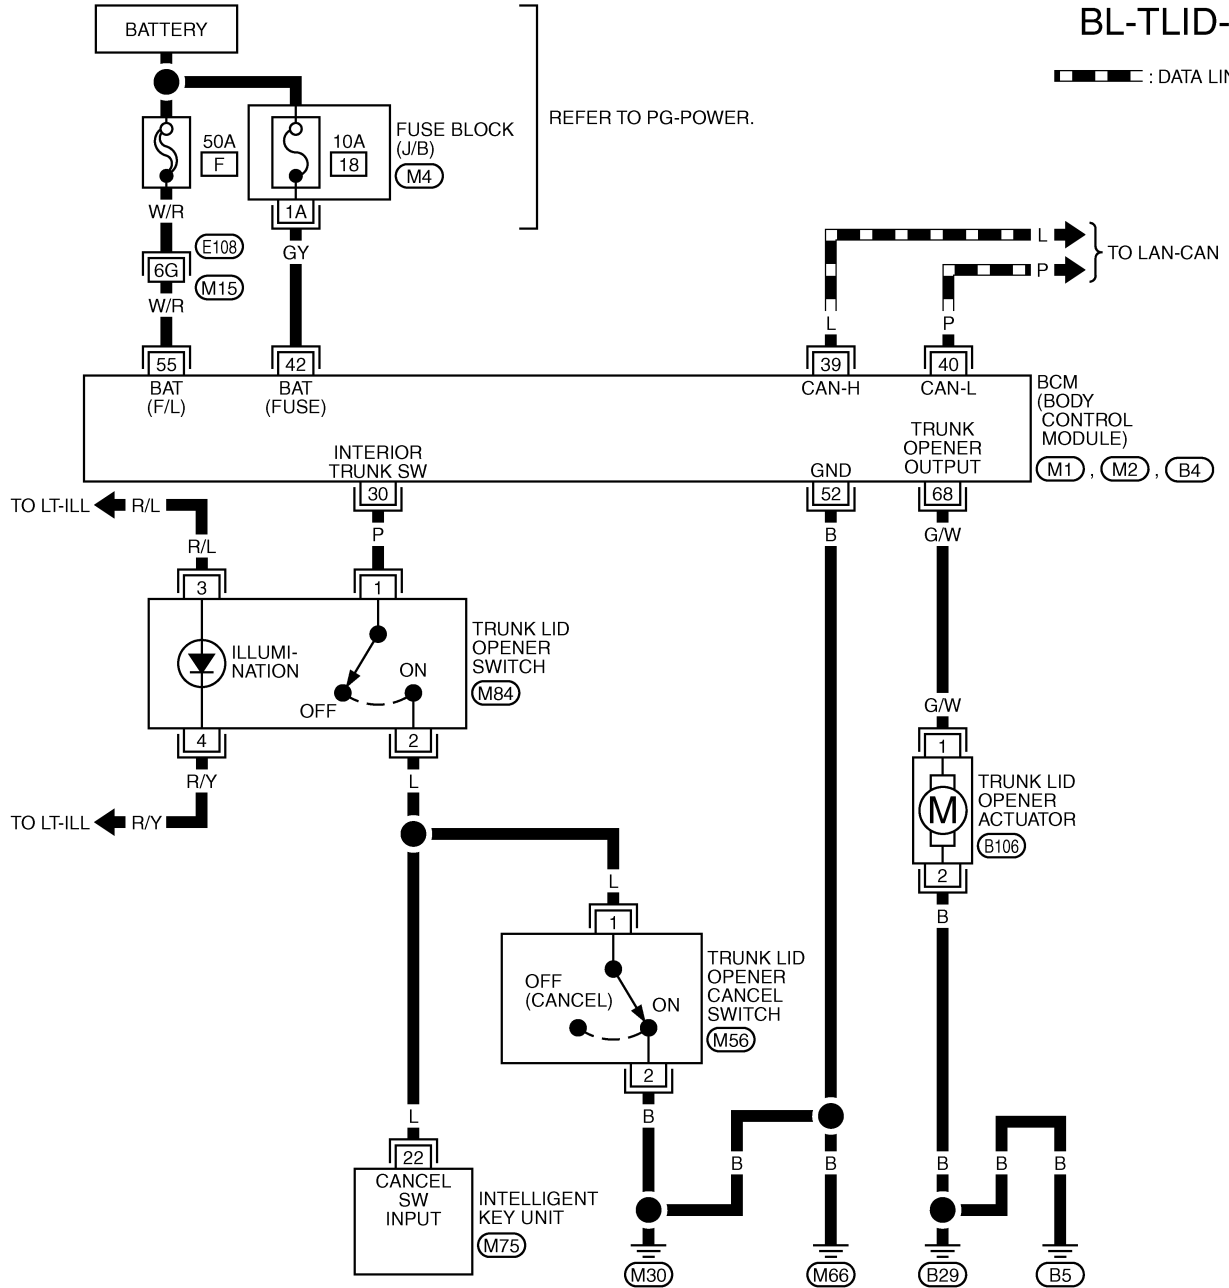 BL-TLID-
BATTERY
: DATA LIN
REFER TO PG-POWER.
50A
F
10A
18
FUSE BLOCK
(J/B)
M4
W/R
1A
E108
6G
M15
GY
W/R
L
P
TO LAN-CAN
L
P
55
42
39
40
BAT
(F/L)
BAT
(FUSE)
CAN-H
CAN-L
BCM
(BODY
CONTROL
MODULE)
M1 , M2 , B4
INTERIOR
TRUNK SW
GND
TRUNK
OPENER
OUTPUT
30
52
68
TO LT-ILL
R/L
R/L
P
B
G/W
3
1
ILLUMI-
NATION
ON
OFF
TRUNK LID
OPENER
SWITCH
M84
4
2
R/Y
L
TO LT-ILL
R/Y
G/W
1
M
TRUNK LID
OPENER
ACTUATOR
B106
2
B
L
1
OFF
(CANCEL)
ON
TRUNK LID
OPENER
CANCEL
SWITCH
M56
2
L
B
22
CANCEL
SW
INPUT
INTELLIGENT
KEY UNIT
M75
B
B
B
B
B
M30
M66
B29
B5